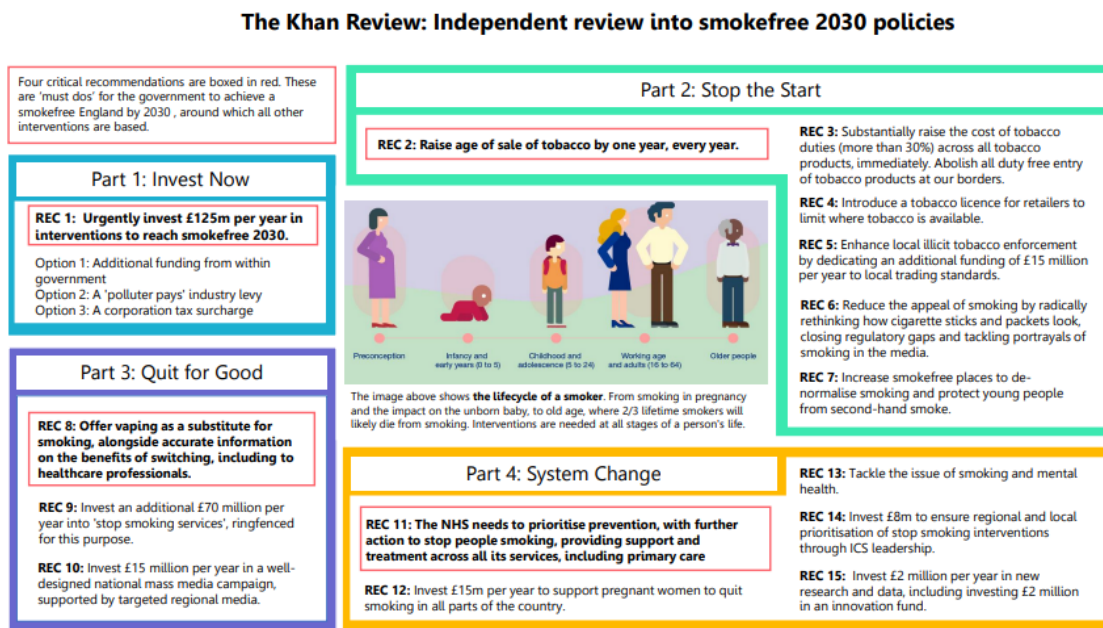 The Khan Review: Independent review into smokefree 2030 policies
Four critical recommendations are boxed in red. These
are 'must dos' for the government to achieve a
smokefree England by 2030 , around which all other
interventions are based.
Part 1: Invest Now
REC 1:  Urgently invest £125m per year in
interventions to reach smokefree 2030.
Option 1: Additional funding from within
government
Option 2: A 'polluter pays' industry levy
Option 3: A corporation tax surcharge
Part 2: Stop the Start
REC 2: Raise age of sale of tobacco by one year, every year.
REC 3: Substantially raise the cost of tobacco
duties (more than 30%) across all tobacco
products, immediately. Abolish all duty free entry
of tobacco products at our borders.
REC 4: Introduce a tobacco licence for retailers to
limit where tobacco is available.
REC 5: Enhance local illicit tobacco enforcement
by dedicating an additional funding of £15 million
per year to local trading standards.
REC 6: Reduce the appeal of smoking by radically
rethinking how cigarette sticks and packets look,
closing regulatory gaps and tackling portrayals of
smoking in the media.
REC 7: Increase smokefree places to de-
normalise smoking and protect young people
from second-hand smoke.
Preconception
Infancy and
early years (0 to 5)
Childhood and
adolescence (5 to 24)
Working age
and adults (16 to 64)
Older people
The image above shows the lifecycle of a smoker. From smoking in pregnancy
and the impact on the unborn baby, to old age, where 2/3 lifetime smokers will
likely die from smoking. Interventions are needed at all stages of a person's life.
Part 3: Quit for Good
REC 8: Offer vaping as a substitute for
smoking, alongside accurate information
on the benefits of switching, including to
healthcare professionals.
REC 9: Invest an additional £70 million per
year into 'stop smoking services', ringfenced
for this purpose.
REC 10: Invest £15 million per year in a well-
designed national mass media campaign,
supported by targeted regional media.
Part 4: System Change
REC 11: The NHS needs to prioritise prevention, with further
action to stop people smoking, providing support and
treatment across all its services, including primary care
REC 12: Invest £15m per year to support pregnant women to quit
smoking in all parts of the country.
REC 13: Tackle the issue of smoking and mental
health.
REC 14: Invest £8m to ensure regional and local
prioritisation of stop smoking interventions
through ICS leadership.
REC 15:  Invest £2 million per year in new
research and data, including investing £2 million
in an innovation fund.